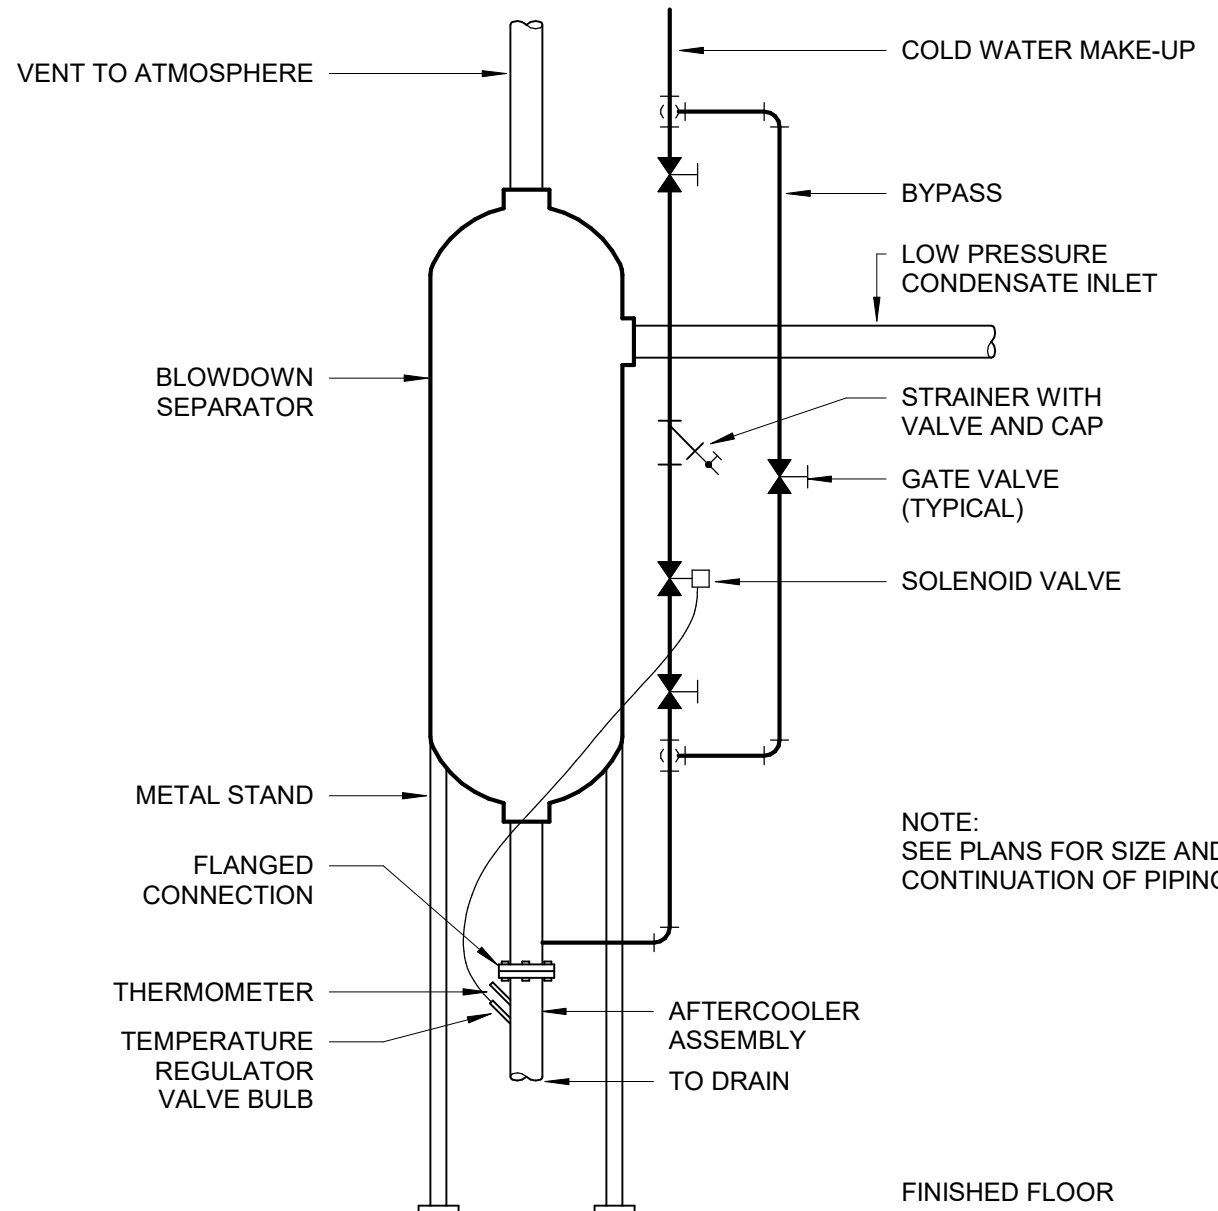 VENT TO ATMOSPHERE
COLD WATER MAKE-UP
BYPASS
LOW PRESSURE
CONDENSATE INLET
BLOWDOWN
SEPARATOR
STRAINER WITH
VALVE AND CAP
GATE VALVE
(TYPICAL)
SOLENOID VALVE
METAL STAND
FLANGED
CONNECTION
NOTE:
SEE PLANS FOR SIZE AND
CONTINUATION OF PIPING
THERMOMETER
TEMPERATURE
REGULATOR
VALVE BULB
AFTERCOOLER
ASSEMBLY
TO DRAIN
FINISHED FLOOR